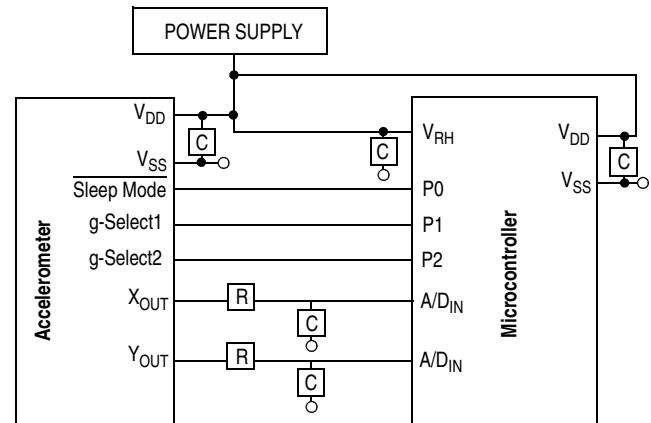 POWER SUPPLY
Accelerometer
V_DD
V_SS
Sleep Mode
g-Select1
g-Select2
X_OUT
Y_OUT
C
R
C
R
C
C
V_RH
P0
P1
P2
A/D_IN
A/D_IN
Microcontroller
V_DD
V_SS
C